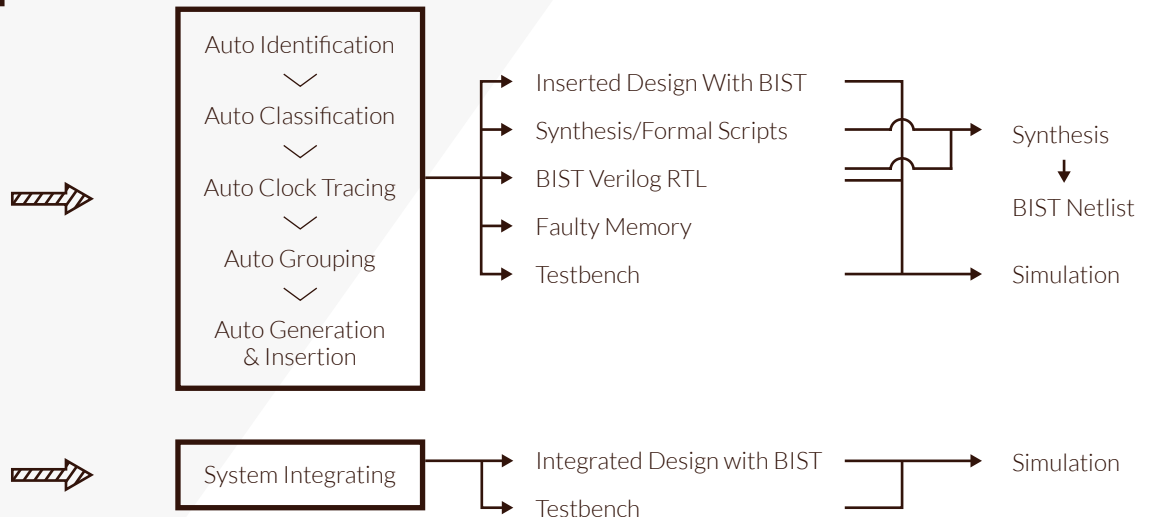 Auto Identification
Auto Classification
Auto Clock Tracing
Auto Grouping
Auto Generation
& Insertion
Inserted Design With BIST
Synthesis/Formal Scripts
BIST Verilog RTL
Faulty Memory
Testbench
Synthesis
BIST Netlist
Simulation
System Integrating
Integrated Design with BIST
Testbench
Simulation